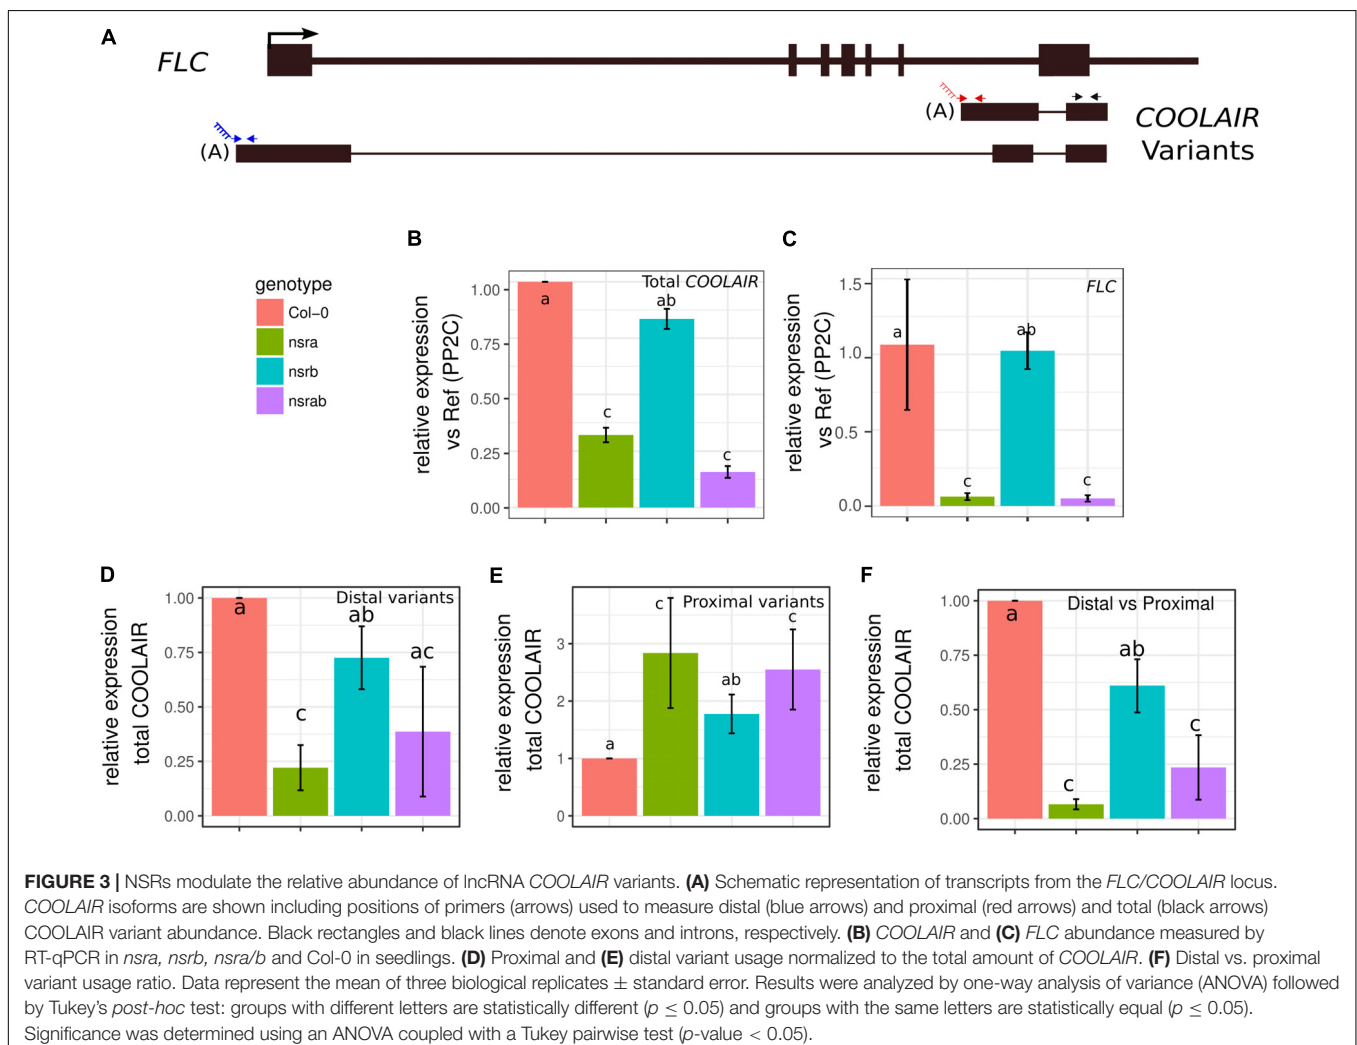 A
FLC
(A)
COOLAIR
Variants
(A)
B
C
genotype
Col-0
nsra
nsrb
nsrab
relative expression
vs Ref (PP2C)
1.00
0.75
0.50
0.25
0.00
Total COOLAIR
a
c
ab
c
relative expression
vs Ref (PP2C)
1.5
1.0
0.5
0.0
FLC
a
c
ab
c
D
E
F
relative expression
total COOLAIR
1.00
0.75
0.50
0.25
0.00
Distal variants
a
c
ab
ac
relative expression
total COOLAIR
3
2
1
0
Proximal variants
a
c
ab
c
relative expression
total COOLAIR
1.00
0.75
0.50
0.25
0.00
Distal vs Proximal
a
c
ab
c
FIGURE 3 | NSRs modulate the relative abundance of lncRNA COOLAIR variants. (A) Schematic representation of transcripts from the FLC/COOLAIR locus.
COOLAIR isoforms are shown including positions of primers (arrows) used to measure distal (blue arrows) and proximal (red arrows) and total (black arrows)
COOLAIR variant abundance. Black rectangles and black lines denote exons and introns, respectively. (B) COOLAIR and (C) FLC abundance measured by
RT-qPCR in nsra, nsrb, nsra/b and Col-0 in seedlings. (D) Proximal and (E) distal variant usage normalized to the total amount of COOLAIR. (F) Distal vs. proximal
variant usage ratio. Data represent the mean of three biological replicates ± standard error. Results were analyzed by one-way analysis of variance (ANOVA) followed
by Tukey's post-hoc test: groups with different letters are statistically different (p ≤ 0.05) and groups with the same letters are statistically equal (p ≤ 0.05).
Significance was determined using an ANOVA coupled with a Tukey pairwise test (p-value < 0.05).